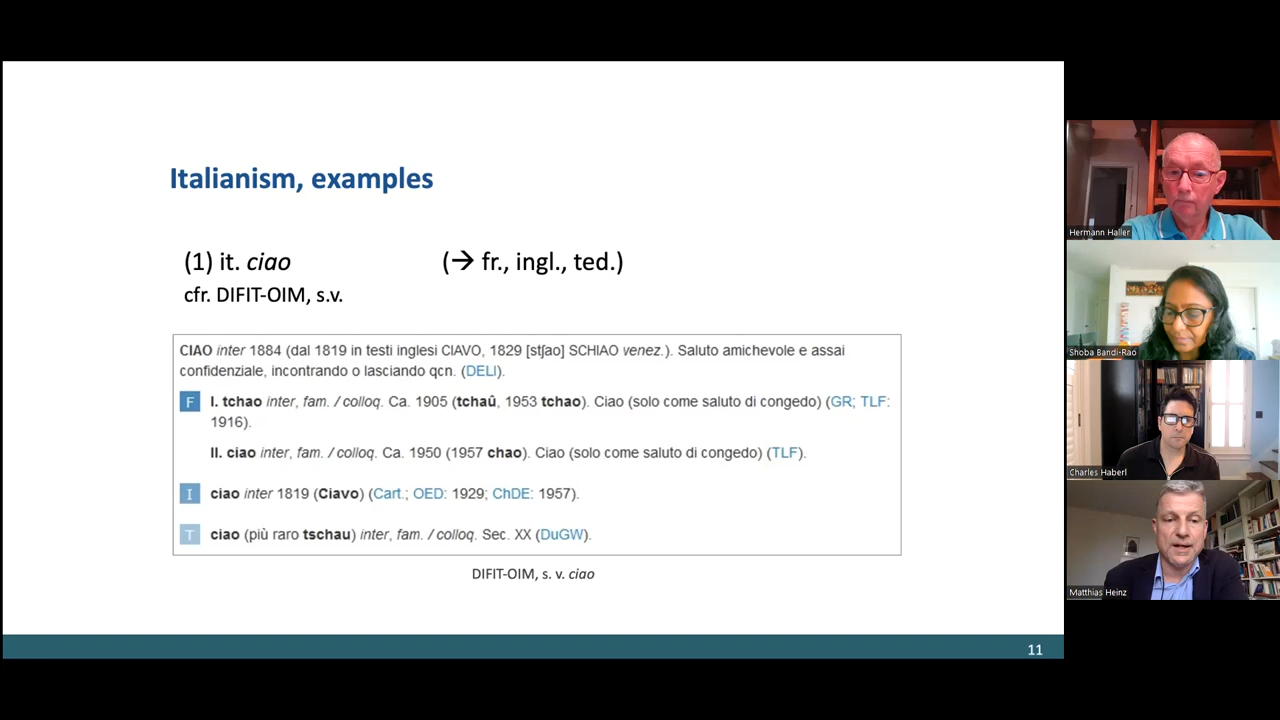 Italianism, examples
(1) it. ciao (→ fr., ingl., ted.)
cfr. DIFIT-OIM, s.v.
CIAO inter 1884 (dal 1819 in testi inglesi CIAVO, 1829 [stʃao] SCHIAO venez.). Saluto amichevole e assai
confidenziale, incontrando o lasciando qcn. (DELI).
F I. tchao inter, fam. / colloq. Ca. 1905 (tchaû, 1953 tchao). Ciao (solo come saluto di congedo) (GR; TLF:
1916).
II. ciao inter, fam. / colloq. Ca. 1950 (1957 chao). Ciao (solo come saluto di congedo) (TLF).
I ciao inter 1819 (Ciavo) (Cart.; OED: 1929; ChDE: 1957).
T ciao (più raro tschau) inter, fam. / colloq. Sec. XX (DuGW).
DIFIT-OIM, s. v. ciao
11
Hermann Haller
Shoba Bandi-Rao
Charles Haberl
Matthias Heinz